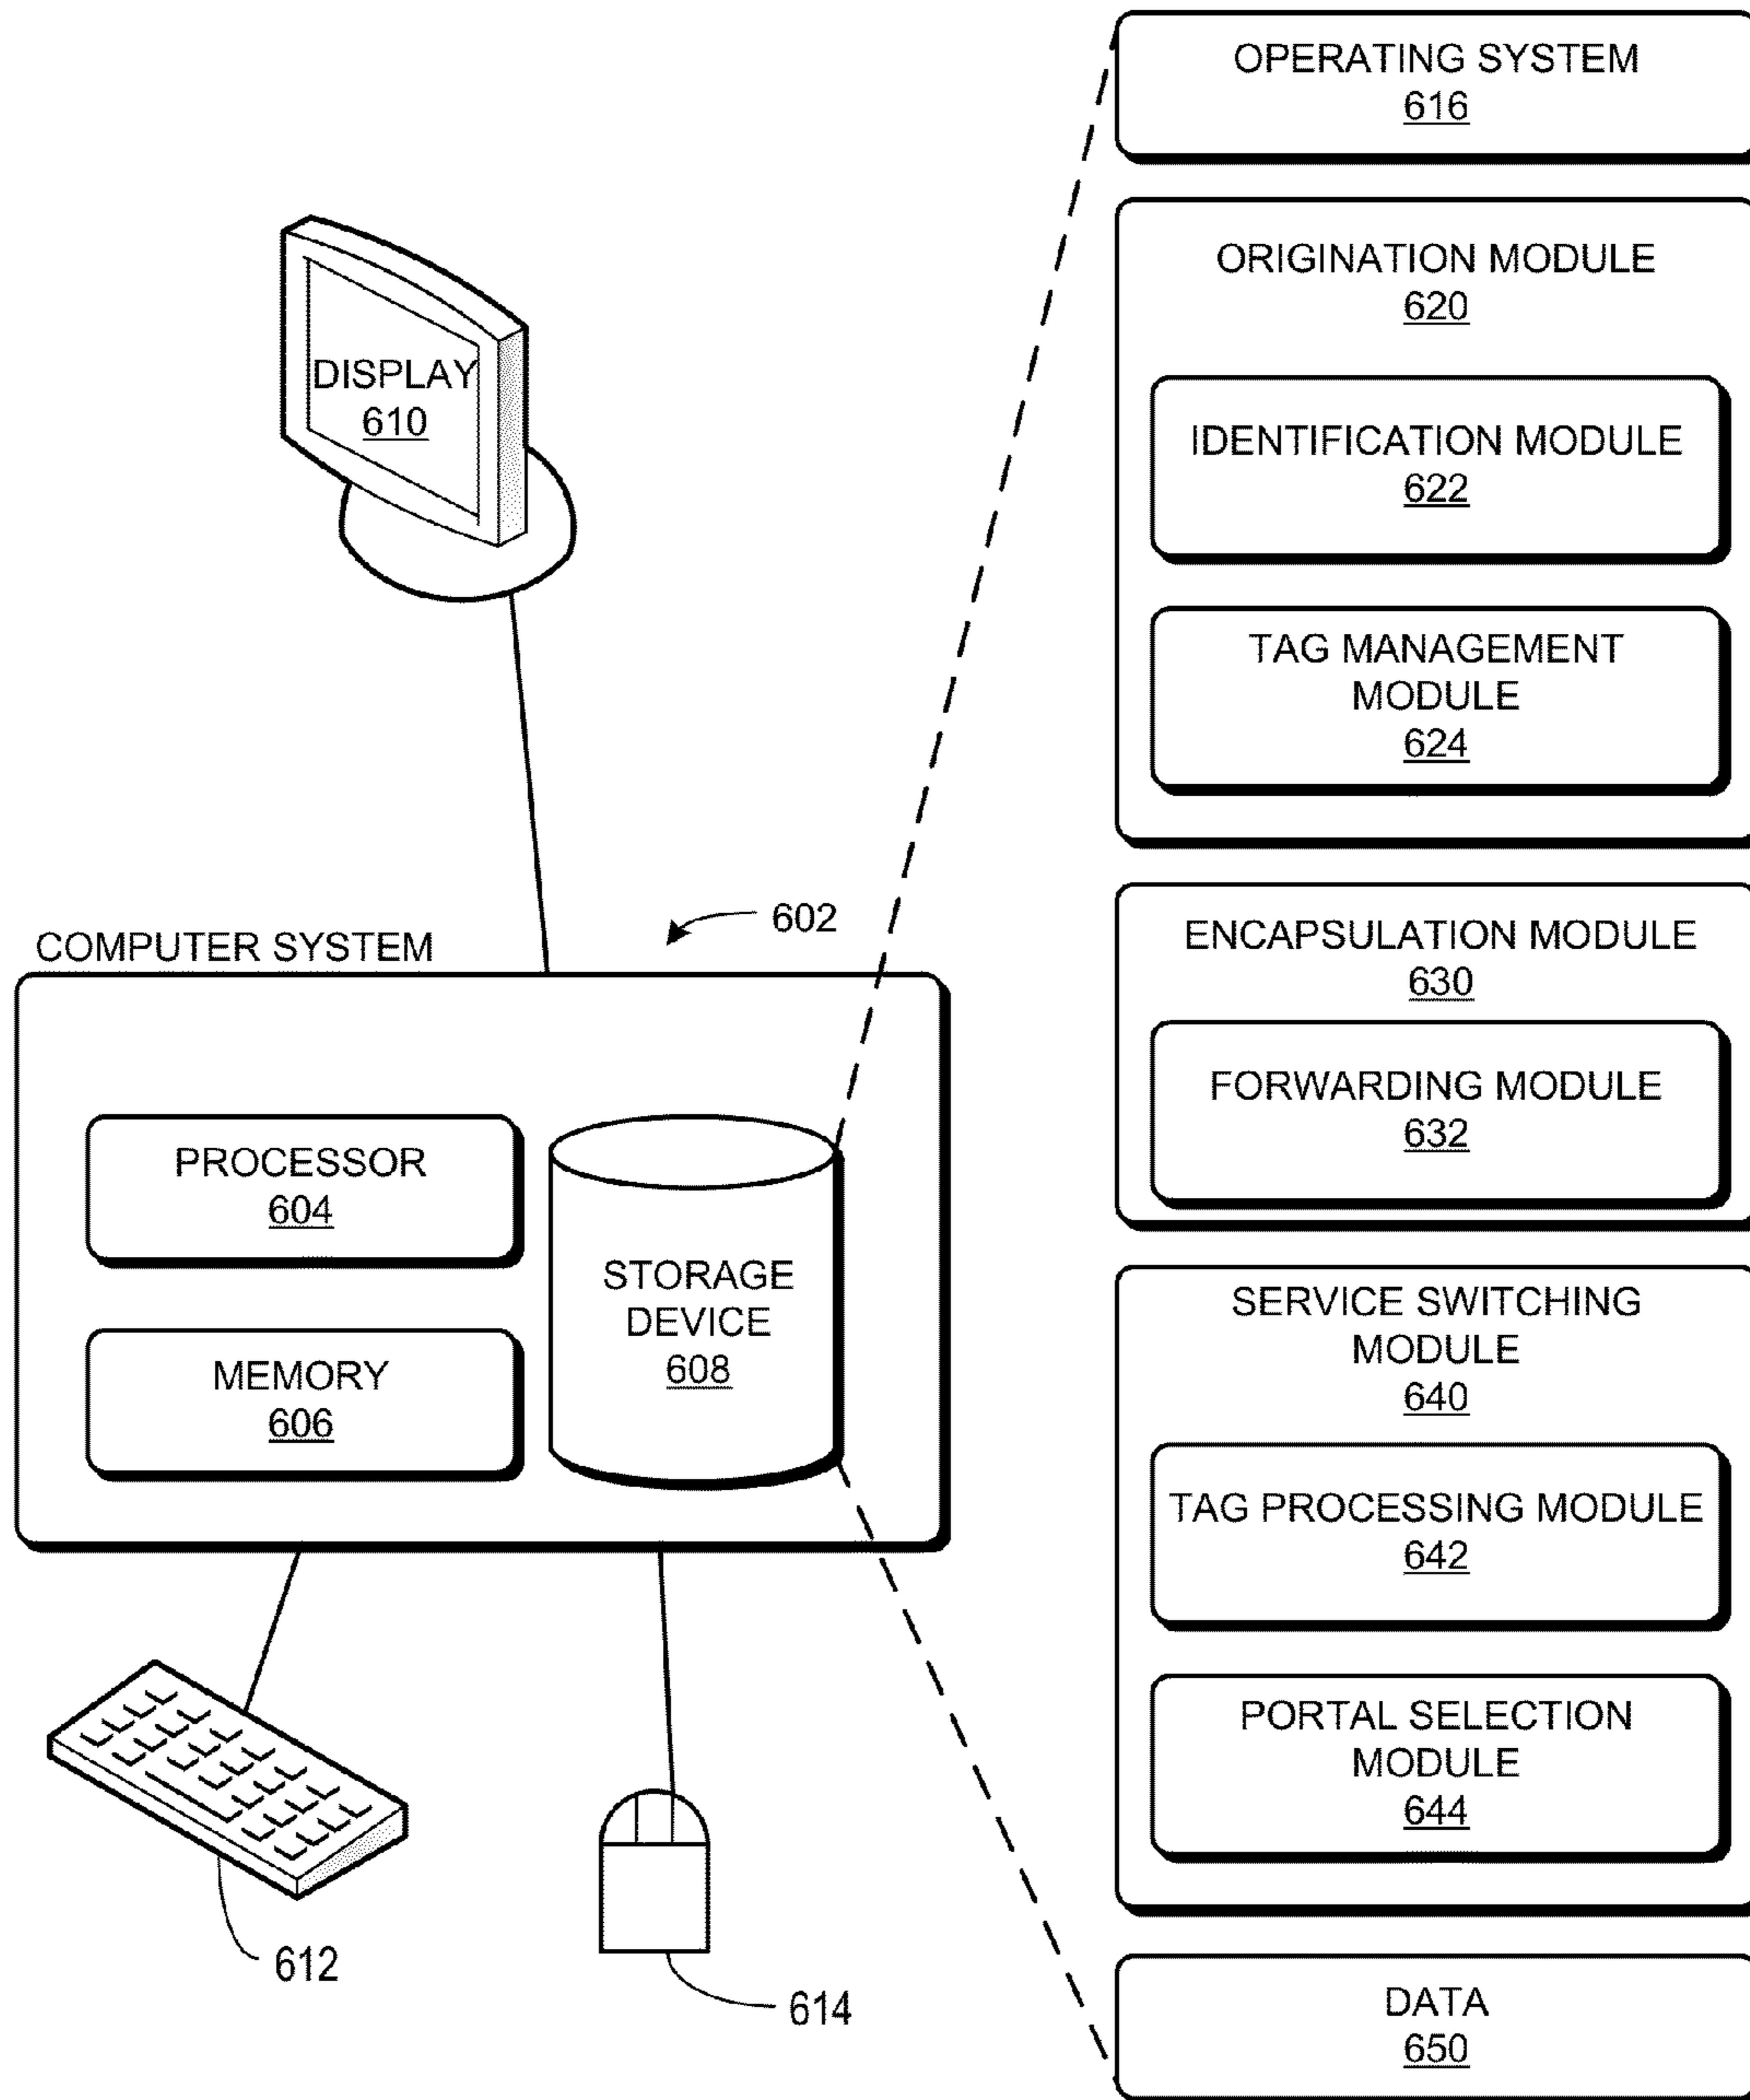 DISPLAY
610
602
COMPUTER SYSTEM
PROCESSOR
604
MEMORY
606
STORAGE
DEVICE
608
612
614
OPERATING SYSTEM
616
ORIGINATION MODULE
620
IDENTIFICATION MODULE
622
TAG MANAGEMENT
MODULE
624
ENCAPSULATION MODULE
630
FORWARDING MODULE
632
SERVICE SWITCHING
MODULE
640
TAG PROCESSING MODULE
642
PORTAL SELECTION
MODULE
644
DATA
650